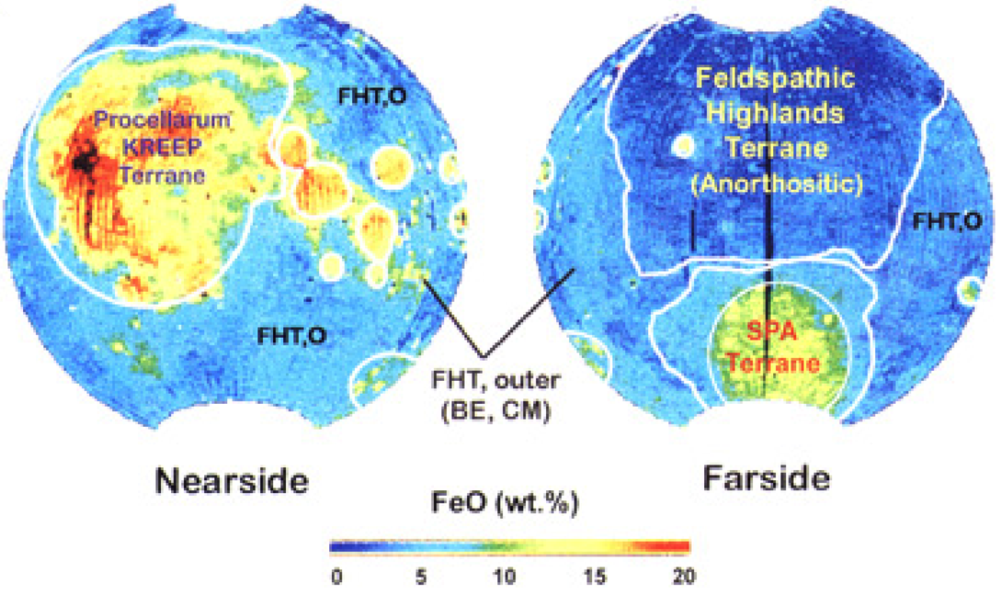 Procellarum
KREEP
Terrane
FHT,O
FHT,O
Feldspathic
Highlands
Terrane
(Anorthositic)
FHT,O
SPA
Terrane
FHT, outer
(BE, CM)
Nearside
Farside
FeO (wt.%)
0 5 10 15 20